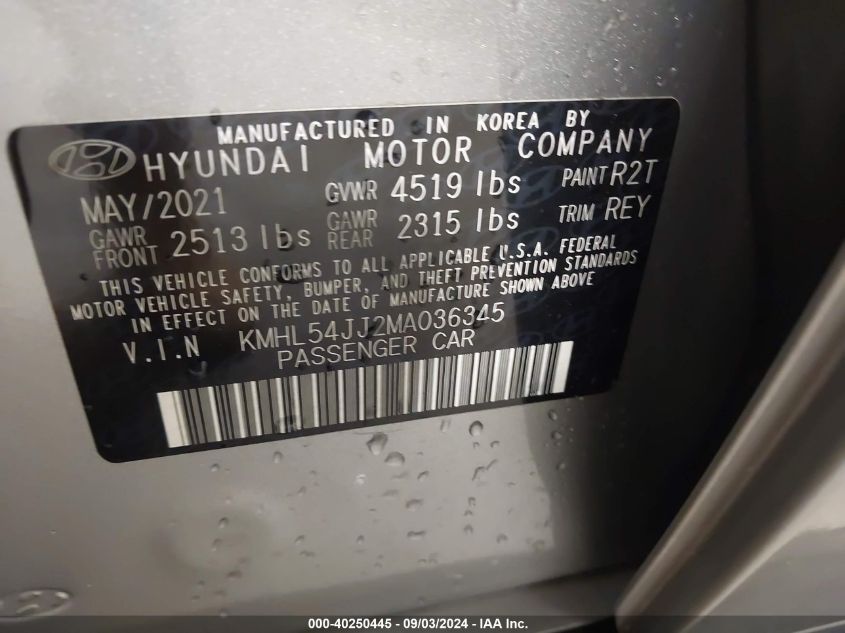 MANUFACTURED IN KOREA BY
HYUNDAI MOTOR COMPANY
MAY/2021 GVWR 4519 lbs PAINT R2T
GAWR FRONT 2513 lbs GAWR REAR 2315 lbs TRIM REY
THIS VEHICLE CONFORMS TO ALL APPLICABLE U.S.A. FEDERAL
MOTOR VEHICLE SAFETY, BUMPER, AND THEFT PREVENTION STANDARDS
IN EFFECT ON THE DATE OF MANUFACTURE SHOWN ABOVE
V.I.N KMHL54JJ2MA036345
PASSENGER CAR
000-40250445 - 09/03/2024 - IAA Inc.